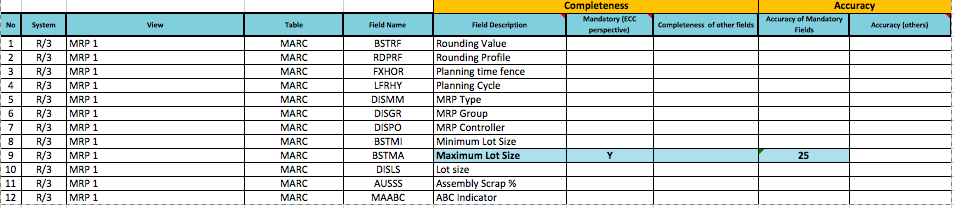 Completeness Accuracy
No System View Table Field Name Field Description Mandatory (ECC perspective) Completeness of other fields Accuracy of Mandatory Fields Accuracy (others)
1 R/3 MRP 1 MARC BSTRF Rounding Value
2 R/3 MRP 1 MARC RDPRF Rounding Profile
3 R/3 MRP 1 MARC FXHOR Planning time fence
4 R/3 MRP 1 MARC LFRHY Planning Cycle
5 R/3 MRP 1 MARC DISMM MRP Type
6 R/3 MRP 1 MARC DISGR MRP Group
7 R/3 MRP 1 MARC DISPO MRP Controller
8 R/3 MRP 1 MARC BSTMI Minimum Lot Size
9 R/3 MRP 1 MARC BSTMA Maximum Lot Size Y 25
10 R/3 MRP 1 MARC DISLS Lot size
11 R/3 MRP 1 MARC AUSSS Assembly Scrap %
12 R/3 MRP 1 MARC MAABC ABC Indicator